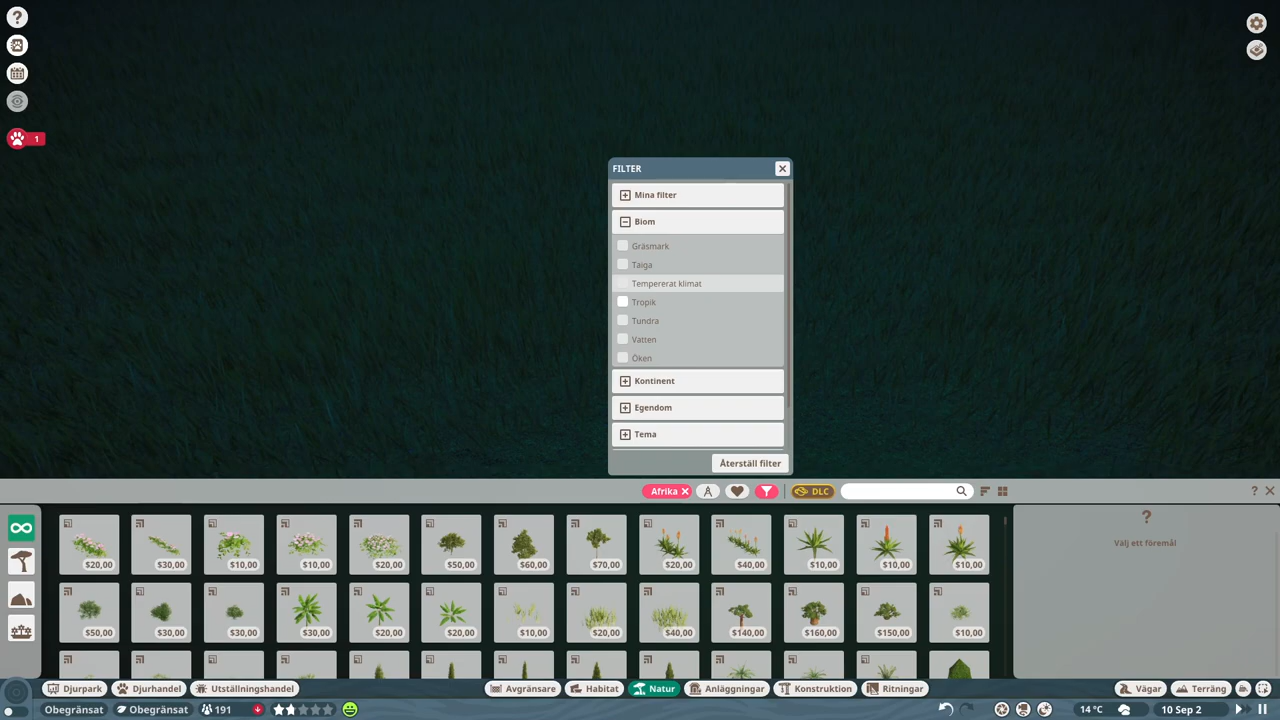 ?
1
FILTER
Mina filter
Biom
Gräsmark
Taiga
Tempererat klimat
Tropik
Tundra
Vatten
Öken
Kontinent
Egendom
Tema
Återställ filter
Afrika
DLC
?
$20,00 $30,00 $10,00 $10,00 $20,00 $50,00 $60,00 $70,00 $20,00 $40,00 $10,00 $10,00 $10,00
?
Välj ett föremål
$50,00 $30,00 $30,00 $30,00 $20,00 $20,00 $10,00 $20,00 $40,00 $140,00 $160,00 $150,00 $10,00
Djurpark Djurhandel Utställningshandel Avgränsare Habitat Natur Anläggningar Konstruktion Ritningar Vägar Terräng
Obegränsat Obegränsat 191 14 °C 10 Sep 2